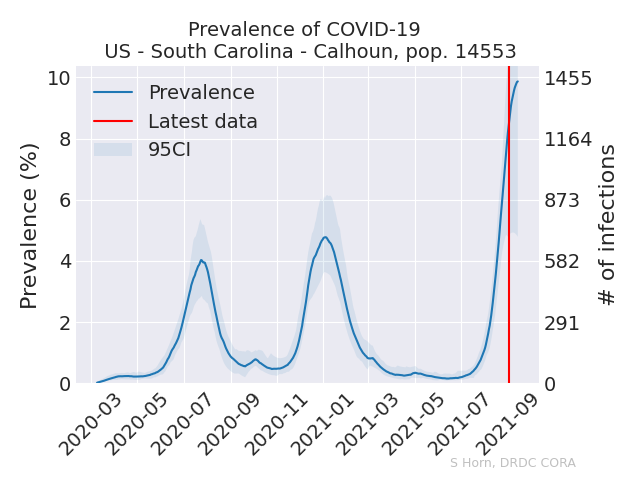 Prevalence of COVID-19
US - South Carolina - Calhoun, pop. 14553
Prevalence
Latest data
95CI
Prevalence (%)
10
8
6
4
2
0
1455
1164
873
582
291
0
# of infections
2020-03
2020-05
2020-07
2020-09
2020-11
2021-01
2021-03
2021-05
2021-07
2021-09
S Horn, DRDC CORA